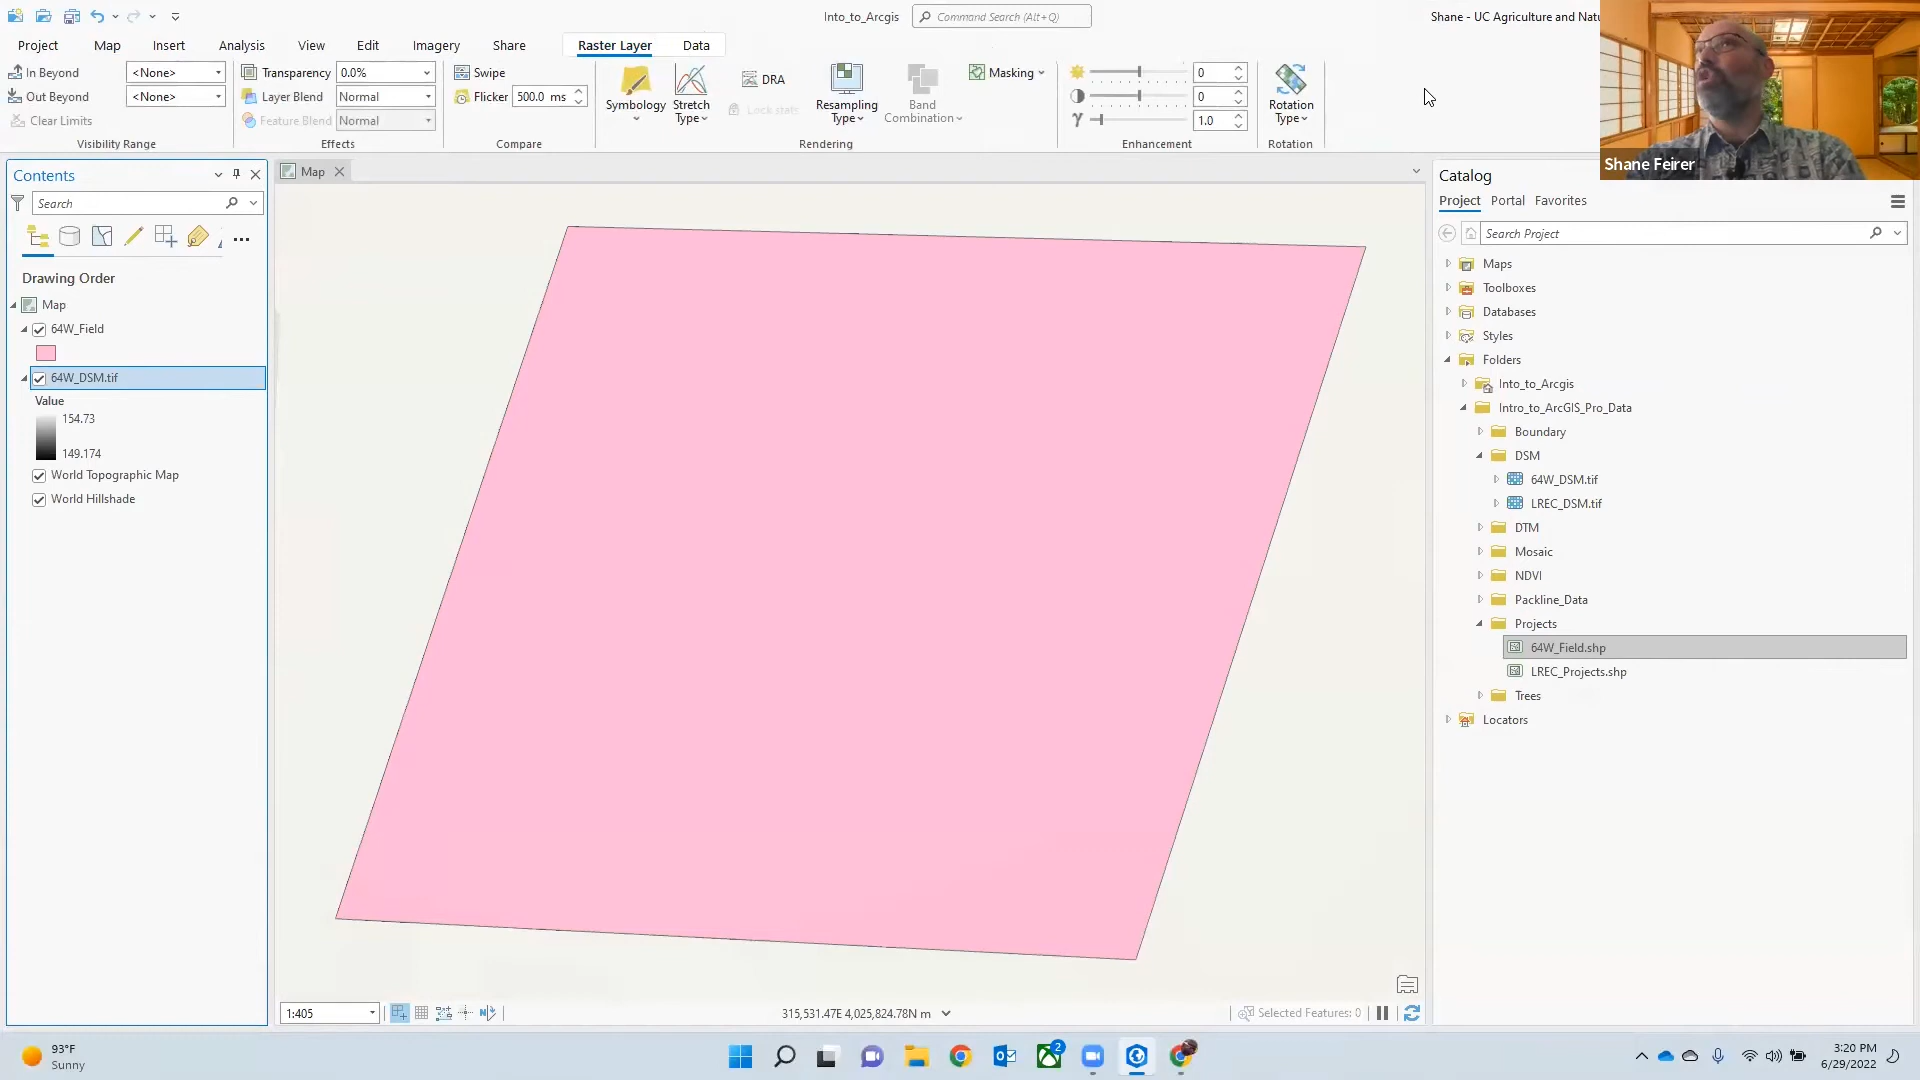 Into_to_Arcgis
Command Search (Alt+Q)
Shane - UC Agriculture and Natu
Project
Map
Insert
Analysis
View
Edit
Imagery
Share
Raster Layer
Data
In Beyond
<None>
Out Beyond
<None>
Clear Limits
Visibility Range
Transparency
0.0%
Layer Blend
Normal
Feature Blend
Normal
Effects
Swipe
Flicker
500.0 ms
Compare
Symbology
Stretch
Type
DRA
Lock stats
Resampling
Type
Band
Combination
Masking
Rendering
0
0
γ
1.0
Enhancement
Rotation
Type
Rotation
Shane Feirer
Contents
Search
Drawing Order
Map
64W_Field
64W_DSM.tif
Value
154.73
149.174
World Topographic Map
World Hillshade
Map
1:405
315,531.47E 4,025,824.78N m
Selected Features: 0
Catalog
Project
Portal
Favorites
Search Project
Maps
Toolboxes
Databases
Styles
Folders
Into_to_Arcgis
Intro_to_ArcGIS_Pro_Data
Boundary
DSM
64W_DSM.tif
LREC_DSM.tif
DTM
Mosaic
NDVI
Packline_Data
Projects
64W_Field.shp
LREC_Projects.shp
Trees
Locators
93°F
Sunny
2
3:20 PM
6/29/2022